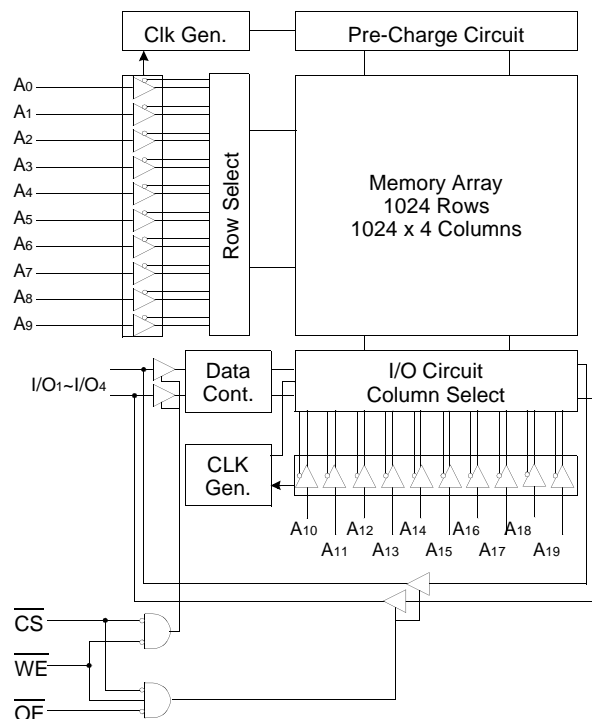 Clk Gen.
Pre-Charge Circuit
A0
A1
A2
A3
A4
A5
A6
A7
A8
A9
Row Select
Memory Array
1024 Rows
1024 x 4 Columns
I/O1~I/O4
Data
Cont.
I/O Circuit
Column Select
CLK
Gen.
A10 A12 A14 A16 A18
A11 A13 A15 A17 A19
CS
WE
OE